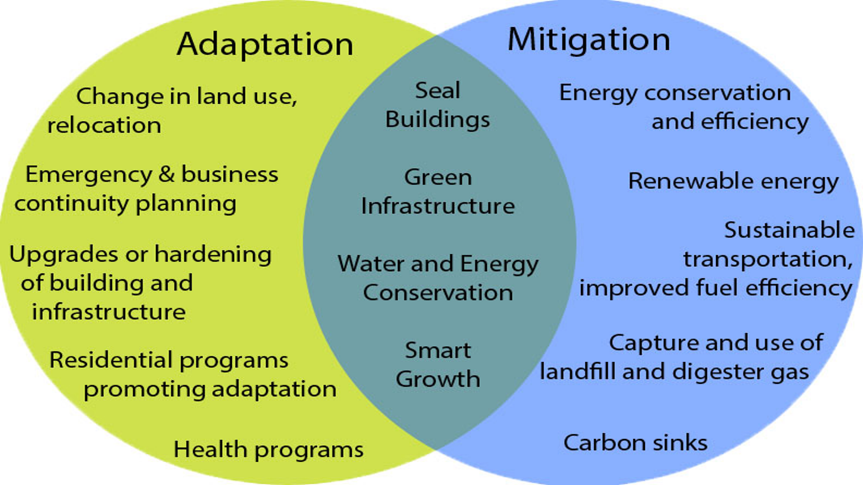 Adaptation
Change in land use,
relocation
Emergency & business
continuity planning
Upgrades or hardening
of building and
infrastructure
Residential programs
promoting adaptation
Health programs
Seal
Buildings
Green
Infrastructure
Water and Energy
Conservation
Smart
Growth
Mitigation
Energy conservation
and efficiency
Renewable energy
Sustainable
transportation,
improved fuel efficiency
Capture and use of
landfill and digester gas
Carbon sinks